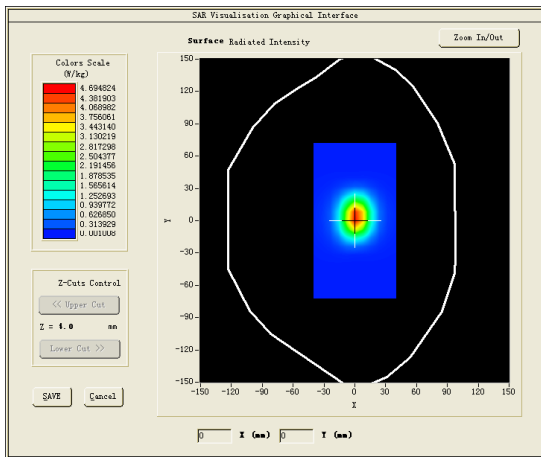 SAR Visualisation Graphical Interface
Surface Radiated Intensity
Zoom In/Out
Colors Scale
(W/kg)
4.694824
4.381903
4.068982
3.756061
3.443140
3.130219
2.817298
2.504377
2.191456
1.878535
1.565614
1.252693
0.939772
0.626850
0.313929
0.001008
150
120
90
60
30
0
-30
-60
-90
-120
-150
Y
-150 -120 -90 -60 -30 0 30 60 90 120 150
X
Z-Cuts Control
<< Upper Cut
Z = 4.0 mm
Lower Cut >>
SAVE Cancel
0 X (mm) 0 Y (mm)